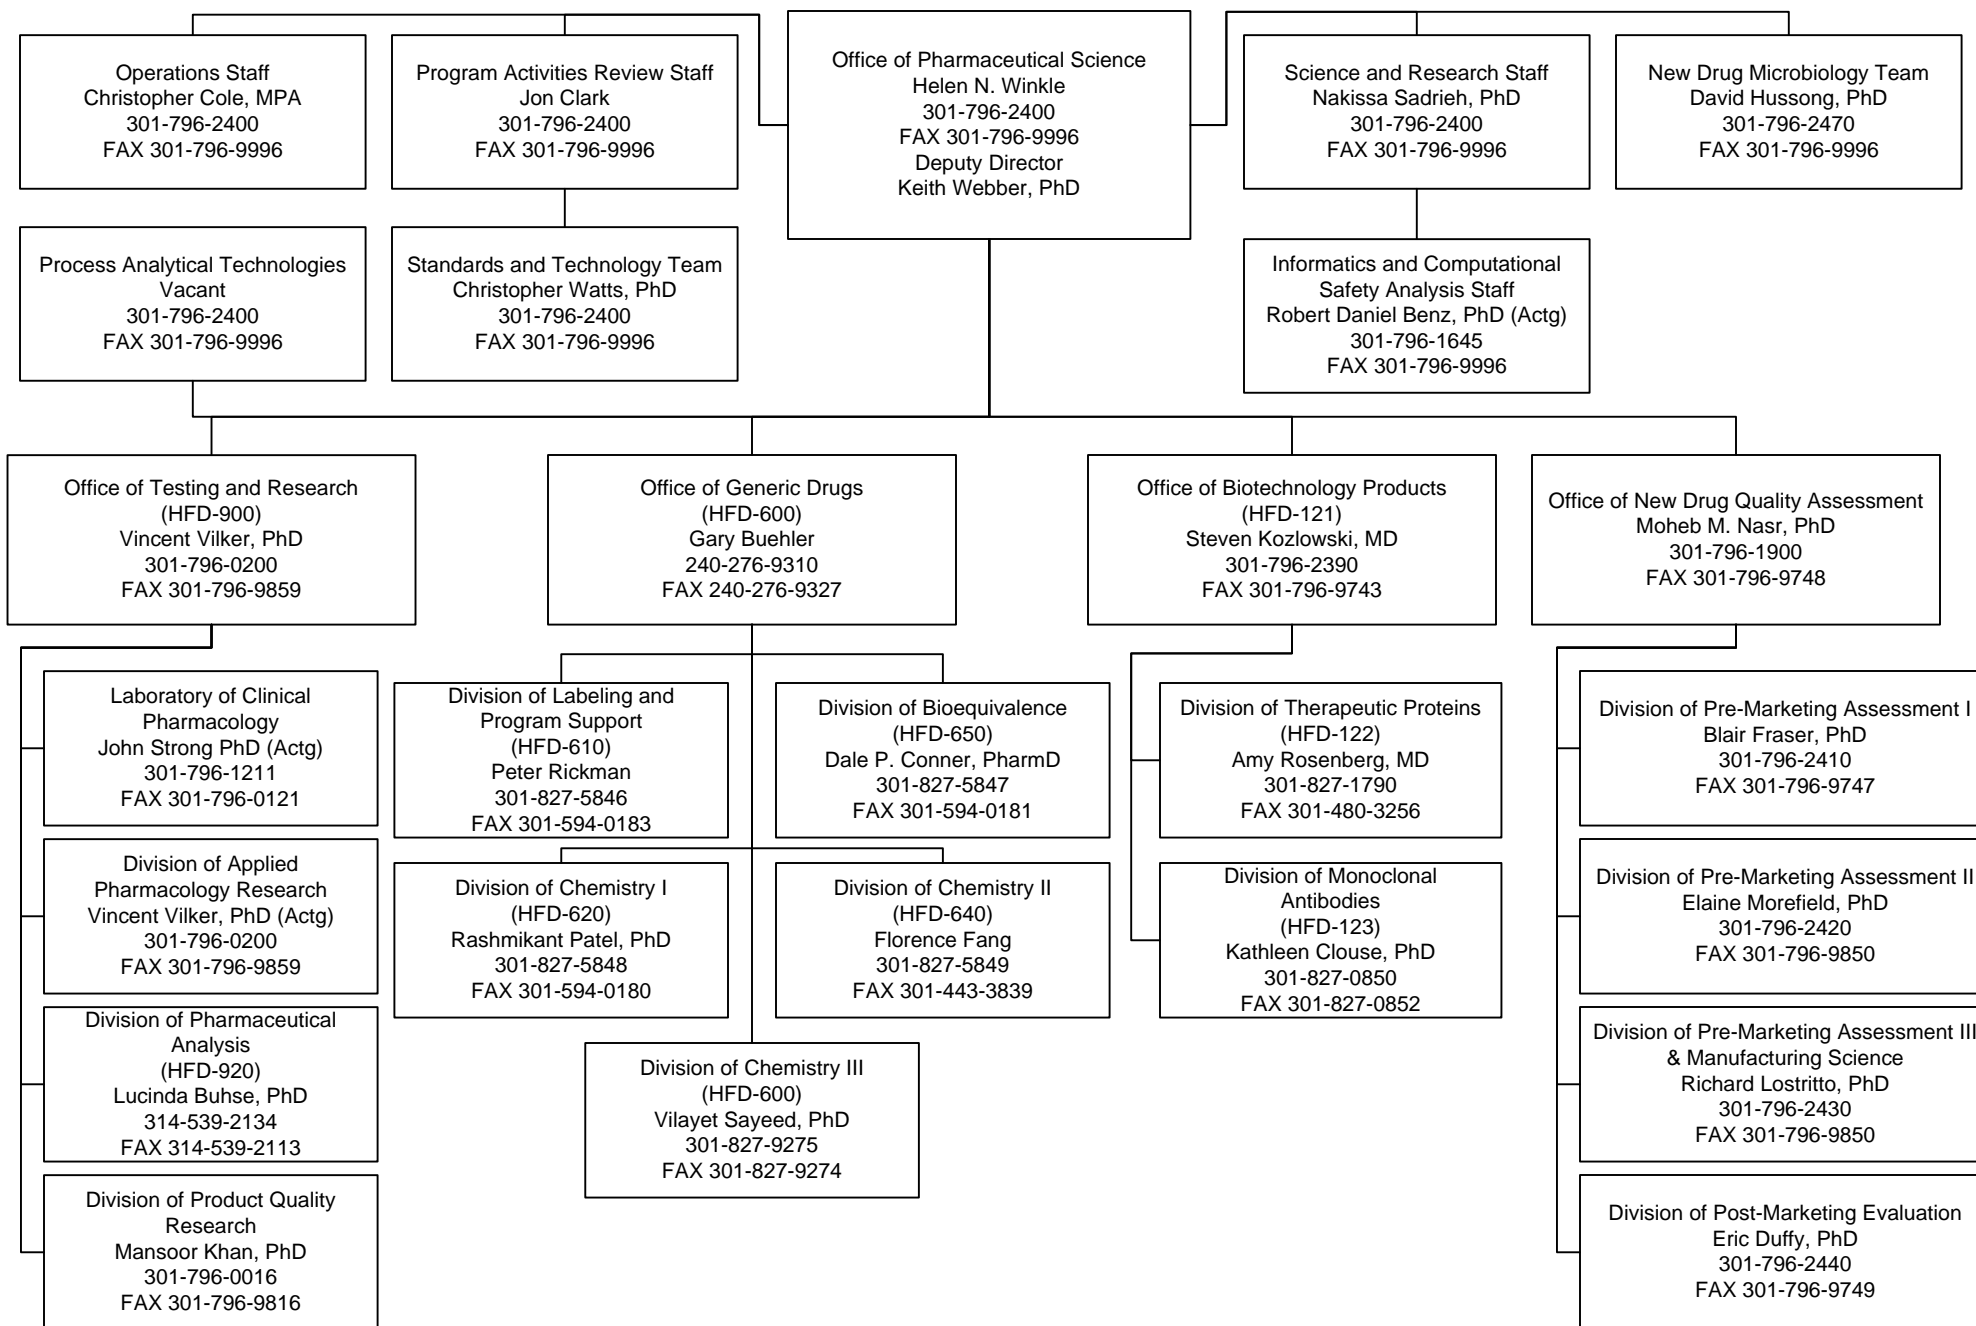 Office of Pharmaceutical Science
Helen N. Winkle
301-796-2400
FAX 301-796-9996
Deputy Director
Keith Webber, PhD
Operations Staff
Christopher Cole, MPA
301-796-2400
FAX 301-796-9996
Program Activities Review Staff
Jon Clark
301-796-2400
FAX 301-796-9996
Science and Research Staff
Nakissa Sadrieh, PhD
301-796-2400
FAX 301-796-9996
New Drug Microbiology Team
David Hussong, PhD
301-796-2470
FAX 301-796-9996
Process Analytical Technologies
Vacant
301-796-2400
FAX 301-796-9996
Standards and Technology Team
Christopher Watts, PhD
301-796-2400
FAX 301-796-9996
Informatics and Computational
Safety Analysis Staff
Robert Daniel Benz, PhD (Actg)
301-796-1645
FAX 301-796-9996
Office of Testing and Research
(HFD-900)
Vincent Vilker, PhD
301-796-0200
FAX 301-796-9859
Office of Generic Drugs
(HFD-600)
Gary Buehler
240-276-9310
FAX 240-276-9327
Office of Biotechnology Products
(HFD-121)
Steven Kozlowski, MD
301-796-2390
FAX 301-796-9743
Office of New Drug Quality Assessment
Moheb M. Nasr, PhD
301-796-1900
FAX 301-796-9748
Laboratory of Clinical
Pharmacology
John Strong PhD (Actg)
301-796-1211
FAX 301-796-0121
Division of Applied
Pharmacology Research
Vincent Vilker, PhD (Actg)
301-796-0200
FAX 301-796-9859
Division of Pharmaceutical
Analysis
(HFD-920)
Lucinda Buhse, PhD
314-539-2134
FAX 314-539-2113
Division of Product Quality
Research
Mansoor Khan, PhD
301-796-0016
FAX 301-796-9816
Division of Labeling and
Program Support
(HFD-610)
Peter Rickman
301-827-5846
FAX 301-594-0183
Division of Bioequivalence
(HFD-650)
Dale P. Conner, PharmD
301-827-5847
FAX 301-594-0181
Division of Chemistry I
(HFD-620)
Rashmikant Patel, PhD
301-827-5848
FAX 301-594-0180
Division of Chemistry II
(HFD-640)
Florence Fang
301-827-5849
FAX 301-443-3839
Division of Chemistry III
(HFD-600)
Vilayet Sayeed, PhD
301-827-9275
FAX 301-827-9274
Division of Therapeutic Proteins
(HFD-122)
Amy Rosenberg, MD
301-827-1790
FAX 301-480-3256
Division of Monoclonal
Antibodies
(HFD-123)
Kathleen Clouse, PhD
301-827-0850
FAX 301-827-0852
Division of Pre-Marketing Assessment I
Blair Fraser, PhD
301-796-2410
FAX 301-796-9747
Division of Pre-Marketing Assessment II
Elaine Morefield, PhD
301-796-2420
FAX 301-796-9850
Division of Pre-Marketing Assessment III
& Manufacturing Science
Richard Lostritto, PhD
301-796-2430
FAX 301-796-9850
Division of Post-Marketing Evaluation
Eric Duffy, PhD
301-796-2440
FAX 301-796-9749